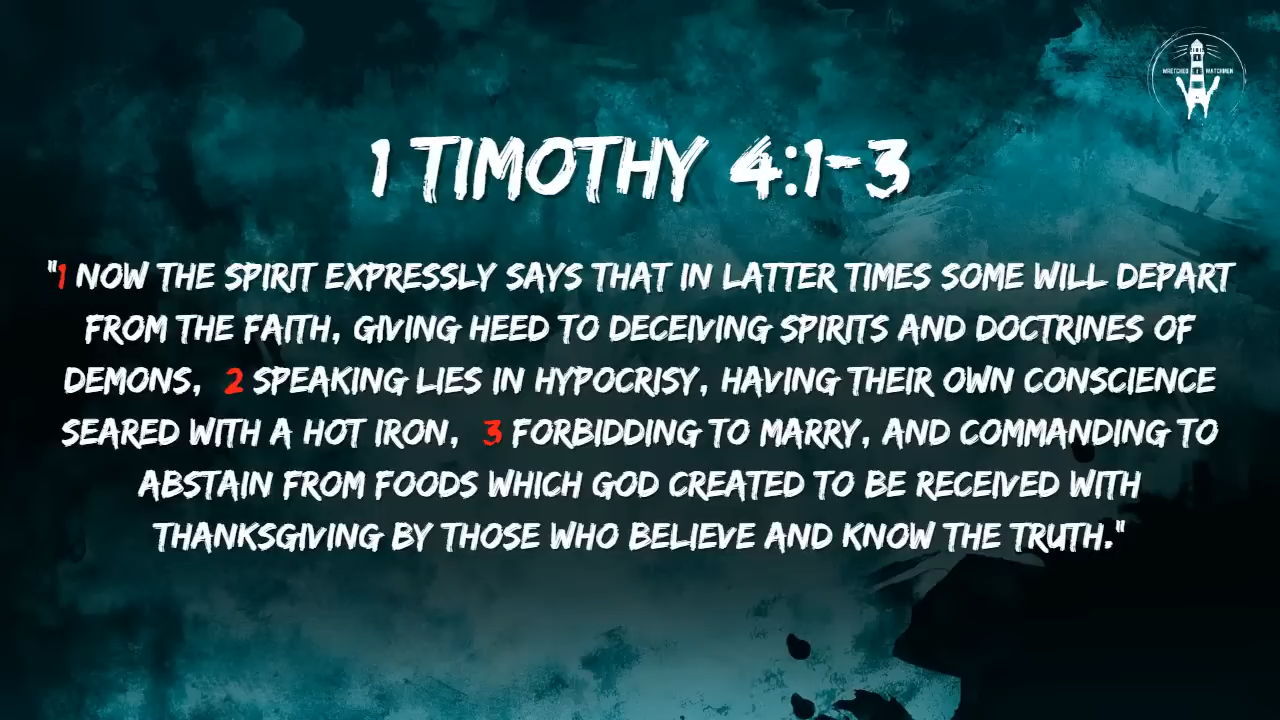 WRETCHED WATCHMEN
1 TIMOTHY 4:1-3
"1 NOW THE SPIRIT EXPRESSLY SAYS THAT IN LATTER TIMES SOME WILL DEPART
FROM THE FAITH, GIVING HEED TO DECEIVING SPIRITS AND DOCTRINES OF
DEMONS, 2 SPEAKING LIES IN HYPOCRISY, HAVING THEIR OWN CONSCIENCE
SEARED WITH A HOT IRON, 3 FORBIDDING TO MARRY, AND COMMANDING TO
ABSTAIN FROM FOODS WHICH GOD CREATED TO BE RECEIVED WITH
THANKSGIVING BY THOSE WHO BELIEVE AND KNOW THE TRUTH."